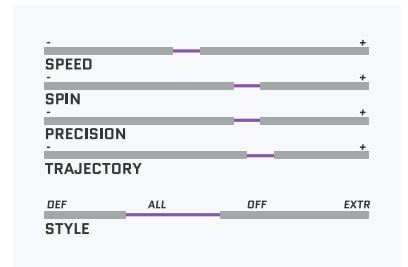 - +
SPEED
- +
SPIN
- +
PRECISION
- +
TRAJECTORY
DEF ALL OFF EXTR
STYLE